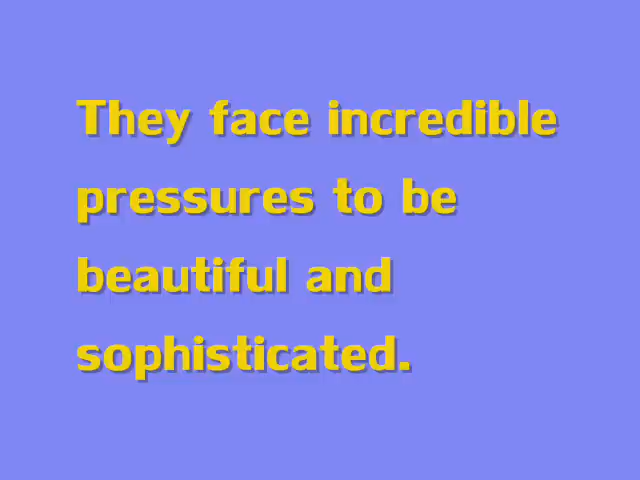 They face incredible
pressures to be
beautiful and
sophisticated.